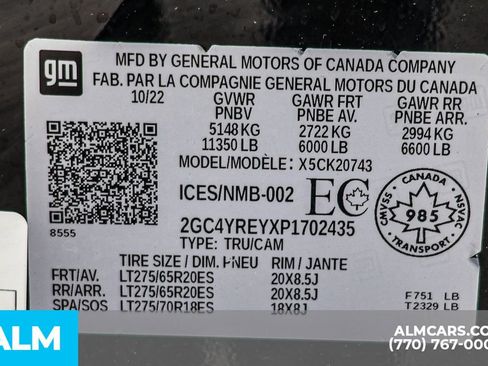 gm
MFD BY GENERAL MOTORS OF CANADA COMPANY
FAB. PAR LA COMPAGNIE GENERAL MOTORS DU CANADA
10/22 GVWR GAWR FRT GAWR RR
PNBV PNBE AV. PNBE ARR.
5148 KG 2722 KG 2994 KG
11350 LB 6000 LB 6600 LB
MODEL/MODÈLE: X5CK20743
ICES/NMB-002 EC
CANADA
985
TRANSPORT
NSVAC
NVSAC
2GC4YREYXP1702435
8555
TYPE: TRU/CAM
TIRE SIZE / DIM. PNEU RIM / JANTE
FRT/AV. LT275/65R20ES 20X8.5J
RR/ARR. LT275/65R20ES 20X8.5J F751 LB
SPA/SOS LT275/70R18ES 18X8J T2329 LB
ALM
ALMCARS.COM
(770) 767-000